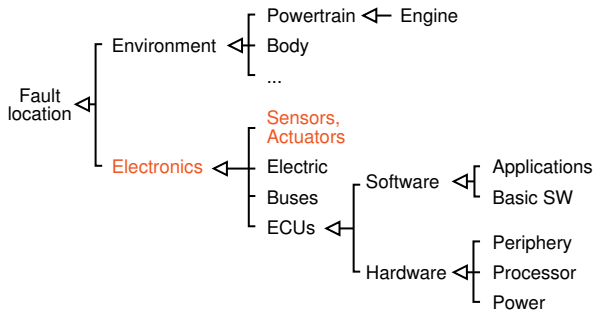 Powertrain
Engine
Environment
Body
...
Fault
location
Sensors,
Actuators
Electronics
Electric
Applications
Software
Buses
Basic SW
ECUs
Periphery
Hardware
Processor
Power